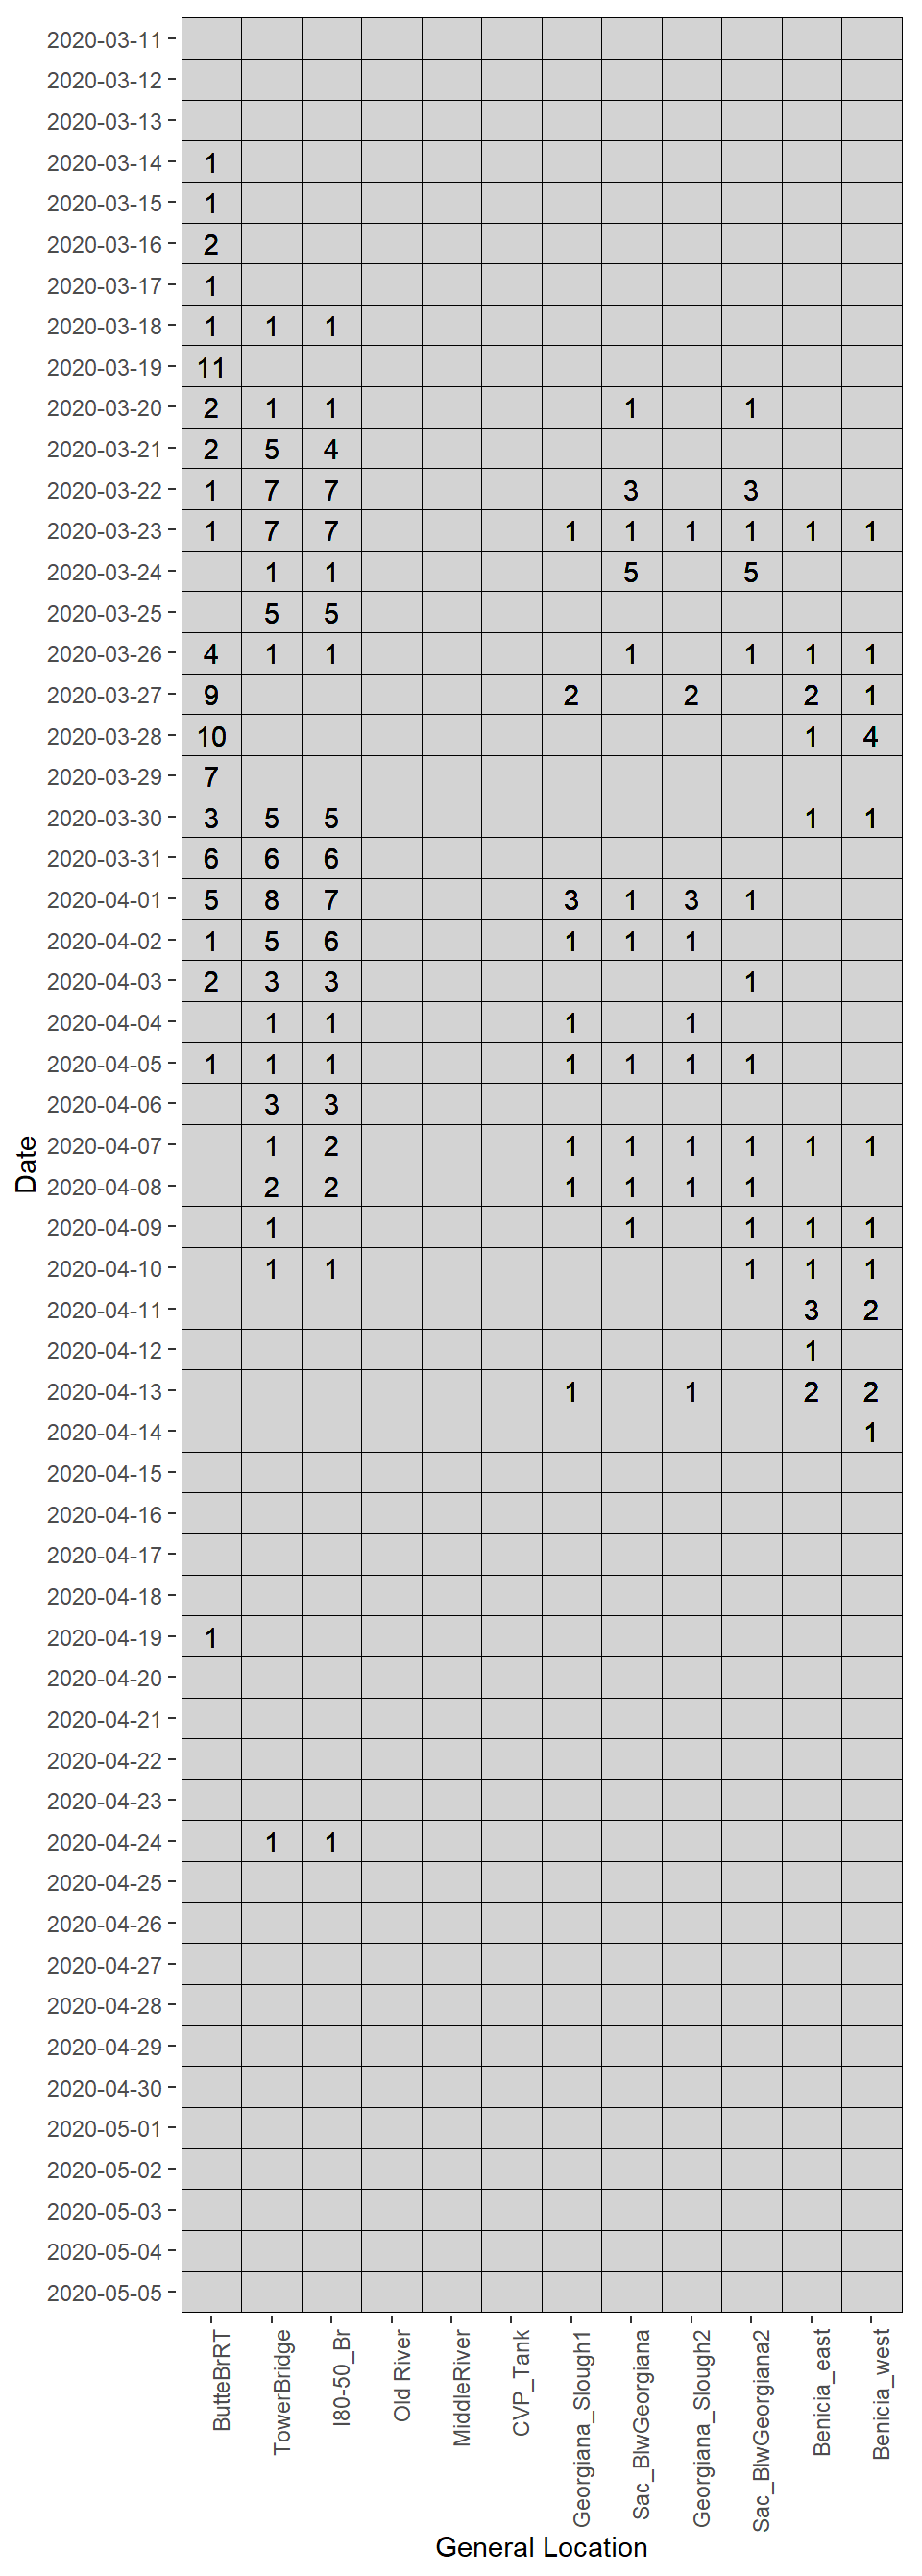 2020-03-11
2020-03-12
2020-03-13
2020-03-14 1
2020-03-15 1
2020-03-16 2
2020-03-17 1
2020-03-18 1 1 1
2020-03-19 11
2020-03-20 2 1 1 1 1
2020-03-21 2 5 4
2020-03-22 1 7 7 3 3
2020-03-23 1 7 7 1 1 1 1 1 1
2020-03-24 1 1 5 5
2020-03-25 5 5
2020-03-26 4 1 1 1 1 1 1
2020-03-27 9 2 2 2 1
2020-03-28 10 1 4
2020-03-29 7
2020-03-30 3 5 5 1 1
2020-03-31 6 6 6
2020-04-01 5 8 7 3 1 3 1
2020-04-02 1 5 6 1 1 1
2020-04-03 2 3 3 1
2020-04-04 1 1 1 1
2020-04-05 1 1 1 1 1 1 1
2020-04-06 3 3
2020-04-07 1 2 1 1 1 1 1 1
2020-04-08 2 2 1 1 1 1
2020-04-09 1 1 1 1 1
2020-04-10 1 1 1 1 1
2020-04-11 3 2
2020-04-12 1
2020-04-13 1 1 2 2
2020-04-14 1
2020-04-15
2020-04-16
2020-04-17
2020-04-18
2020-04-19 1
2020-04-20
2020-04-21
2020-04-22
2020-04-23
2020-04-24 1 1
2020-04-25
2020-04-26
2020-04-27
2020-04-28
2020-04-29
2020-04-30
2020-05-01
2020-05-02
2020-05-03
2020-05-04
2020-05-05
Date
ButteBrRT
TowerBridge
I80-50_Br
Old River
MiddleRiver
CVP_Tank
Georgiana_Slough1
Sac_BlwGeorgiana
Georgiana_Slough2
Sac_BlwGeorgiana2
Benicia_east
Benicia_west
General Location